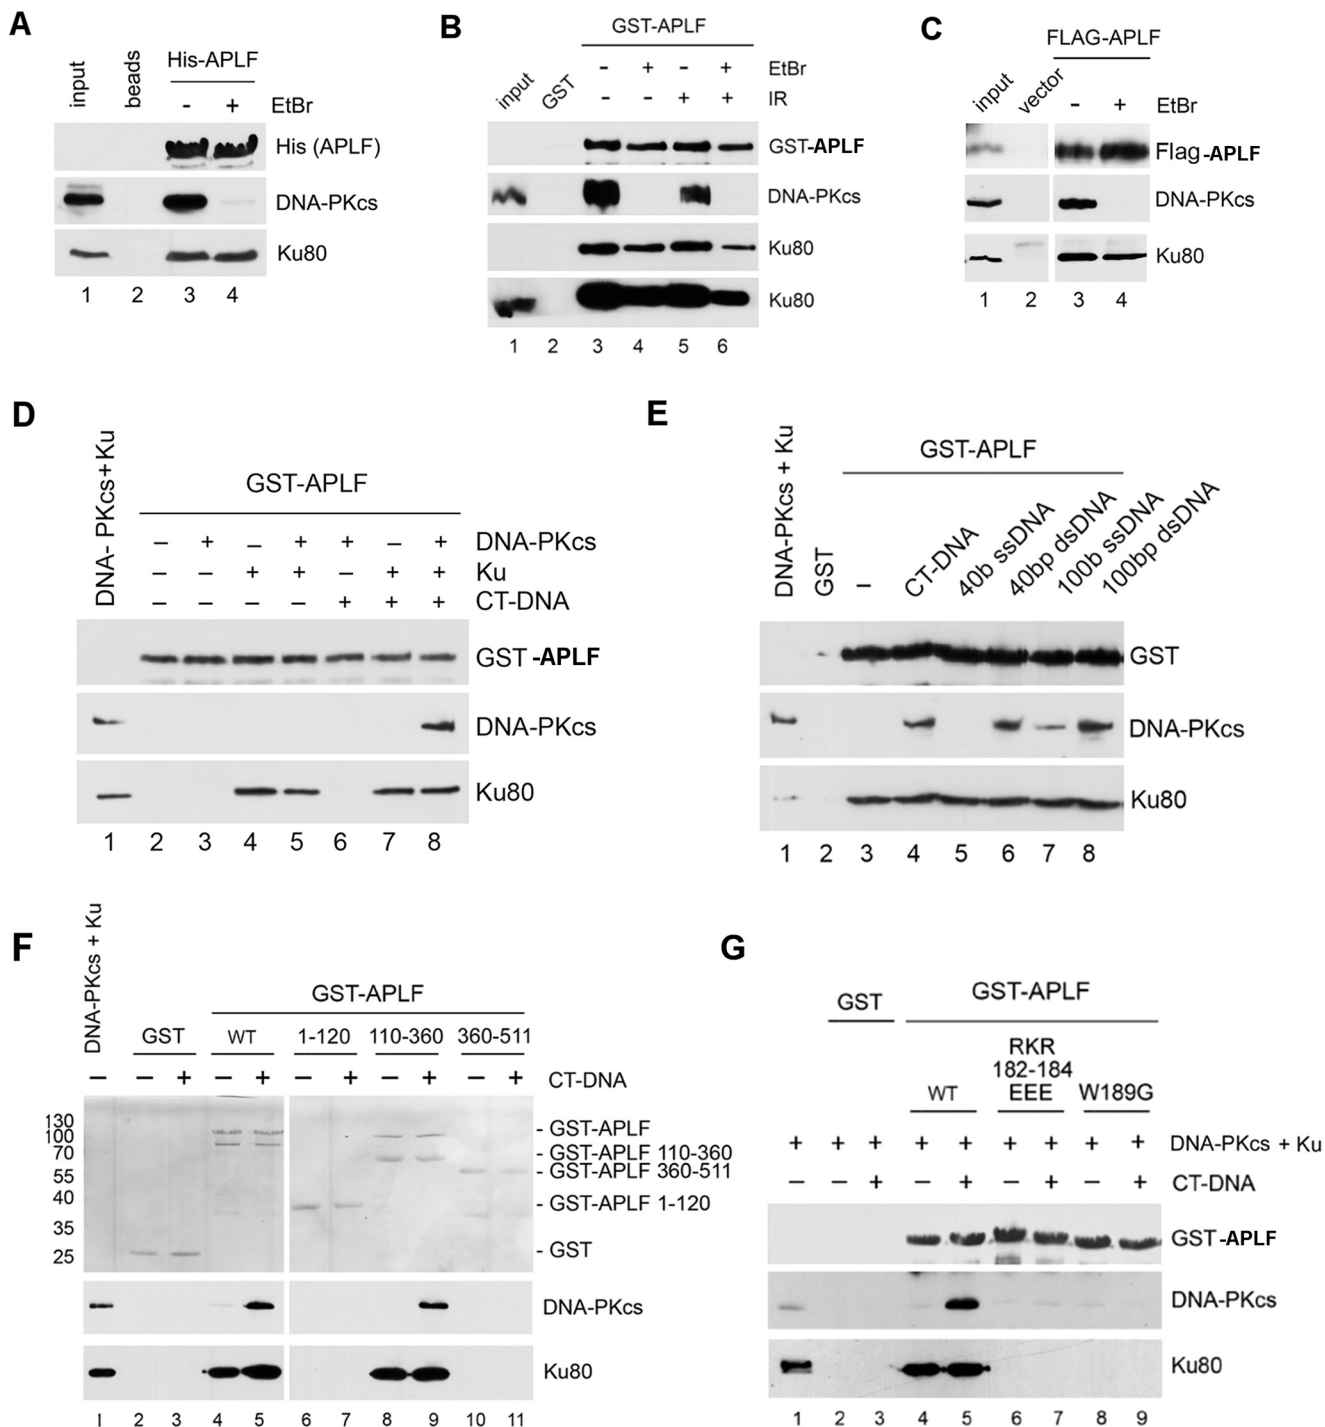 A
input
beads
His-APLF
- + EtBr
His (APLF)
DNA-PKcs
Ku80
1 2 3 4
B
GST-APLF
input
GST
- + - + EtBr
- - + + IR
GST-APLF
DNA-PKcs
Ku80
Ku80
1 2 3 4 5 6
C
FLAG-APLF
input
vector
- + EtBr
Flag-APLF
DNA-PKcs
Ku80
1 2 3 4
D
DNA- PKcs+Ku
GST-APLF
- + - + + - + DNA-PKcs
- - + + - + + Ku
- - - - + + + CT-DNA
GST -APLF
DNA-PKcs
Ku80
1 2 3 4 5 6 7 8
E
DNA-PKcs + Ku
GST
GST-APLF
-
CT-DNA
40b ssDNA
40bp dsDNA
100b ssDNA
100bp dsDNA
GST
DNA-PKcs
Ku80
1 2 3 4 5 6 7 8
F
DNA-PKcs + Ku
GST-APLF
GST WT 1-120 110-360 360-511
- - + - + - + - + - + CT-DNA
130
100
70
55
40
35
25
- GST-APLF
- GST-APLF 110-360
- GST-APLF 360-511
- GST-APLF 1-120
- GST
DNA-PKcs
Ku80
I 2 3 4 5 6 7 8 9 10 11
G
GST GST-APLF
RKR
182-184
WT EEE W189G
+ + + + + + + + + DNA-PKcs + Ku
- - + - + - + - + CT-DNA
GST -APLF
DNA-PKcs
Ku80
1 2 3 4 5 6 7 8 9